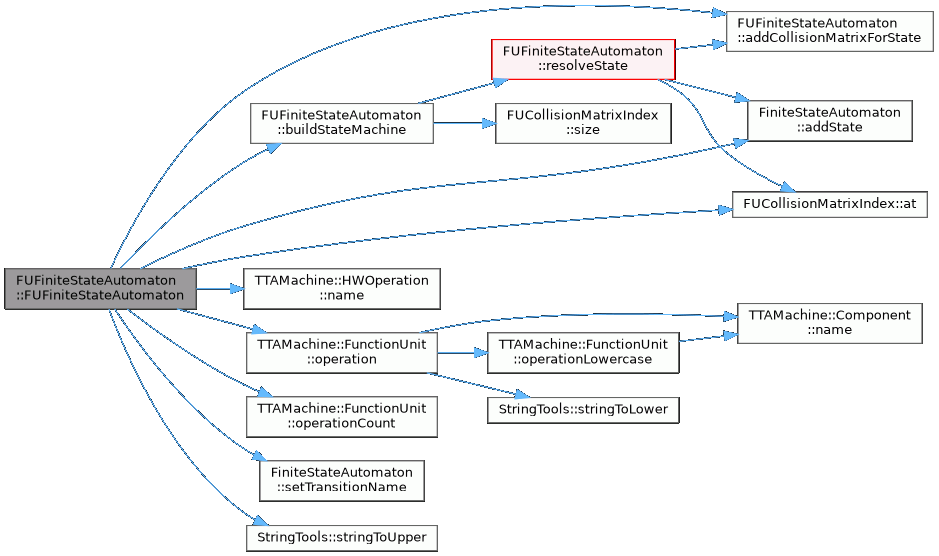 FUFiniteStateAutomaton
::addCollisionMatrixForState
FUFiniteStateAutomaton
::resolveState
FUFiniteStateAutomaton
::buildStateMachine
FUCollisionMatrixIndex
::size
FiniteStateAutomaton
::addState
FUCollisionMatrixIndex::at
FUFiniteStateAutomaton
::FUFiniteStateAutomaton
TTAMachine::HWOperation
::name
TTAMachine::Component
::name
TTAMachine::FunctionUnit
::operation
TTAMachine::FunctionUnit
::operationLowercase
TTAMachine::FunctionUnit
::operationCount
StringTools::stringToLower
FiniteStateAutomaton
::setTransitionName
StringTools::stringToUpper